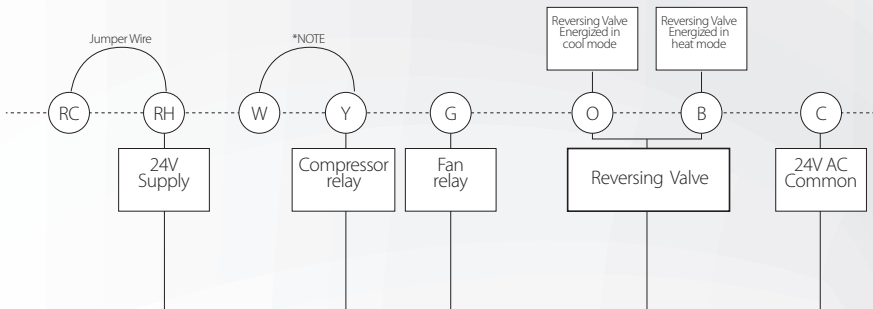 Reversing Valve
Energized in
cool mode
Reversing Valve
Energized in
heat mode
Jumper Wire
*NOTE
RC
RH
W
Y
G
O
B
C
24V
Supply
Compressor
relay
Fan
relay
Reversing Valve
24V AC
Common